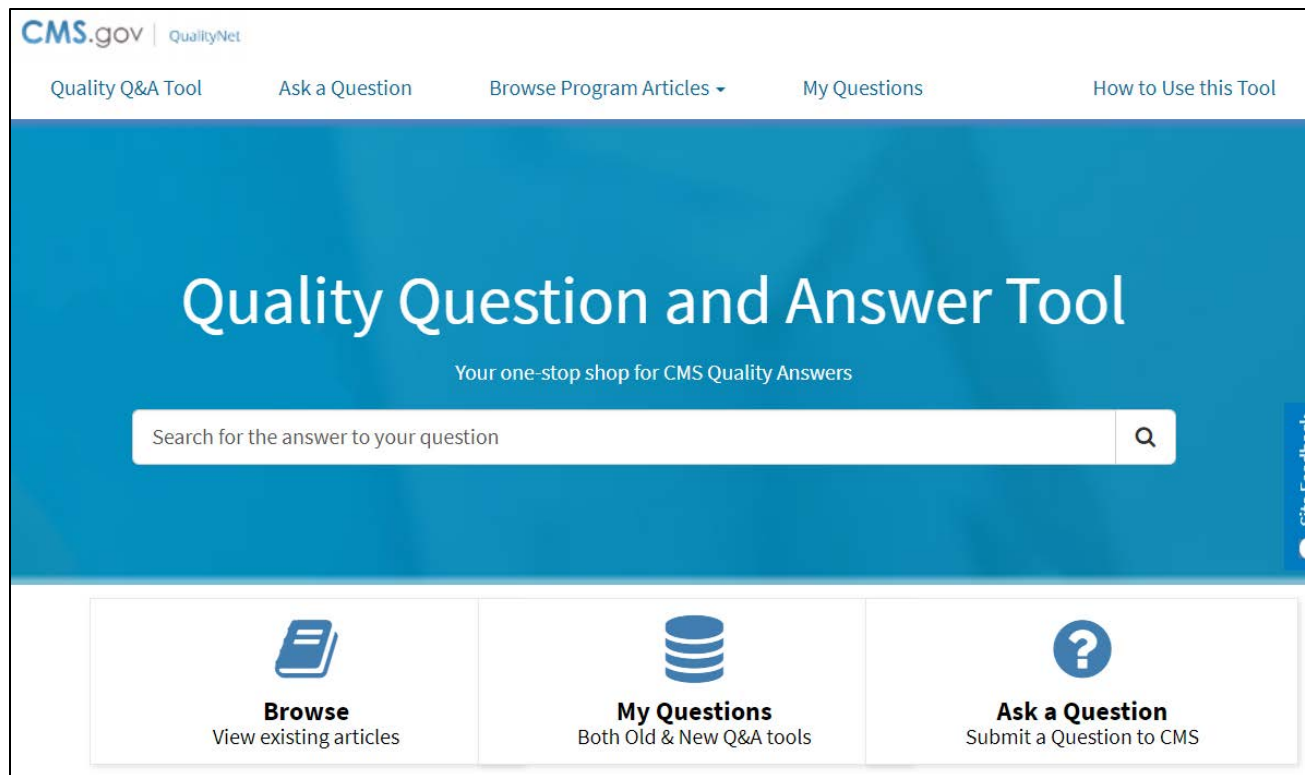 CMS.gov | QualityNet
Quality Q&A Tool Ask a Question Browse Program Articles My Questions How to Use this Tool
Quality Question and Answer Tool
Your one-stop shop for CMS Quality Answers
Search for the answer to your question
Site Feedback
Browse My Questions Ask a Question
View existing articles Both Old & New Q&A tools Submit a Question to CMS